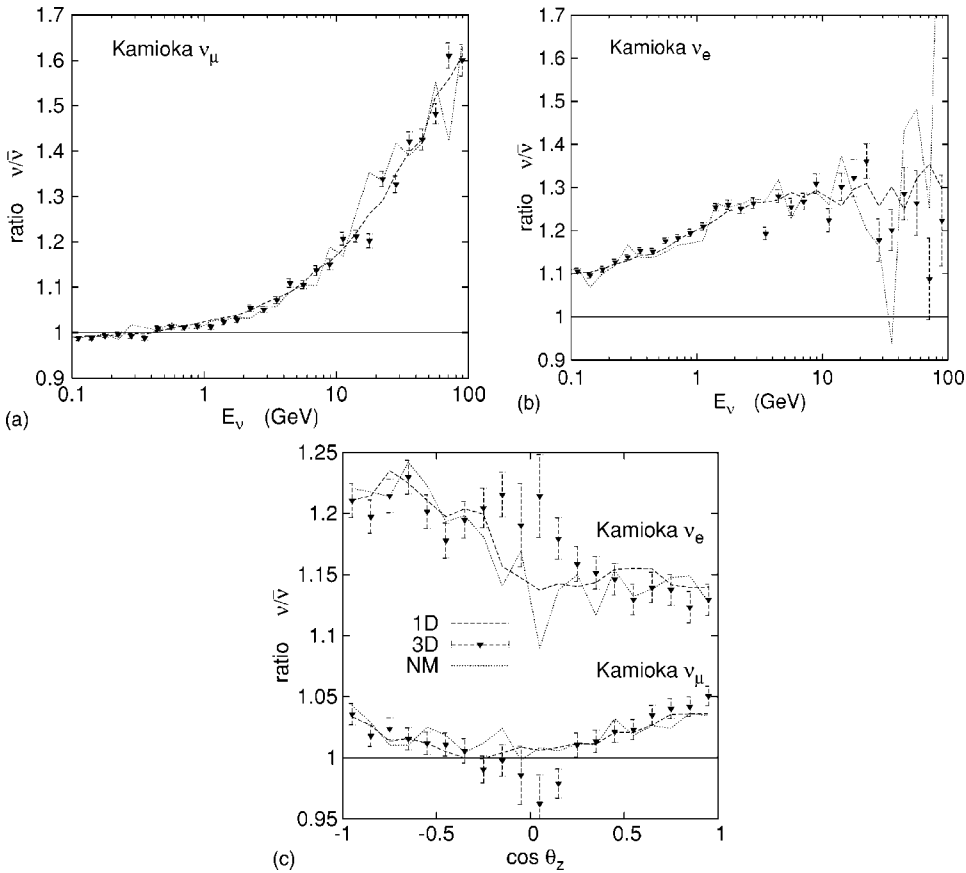 1.7
1.6
1.5
1.4
1.3
1.2
1.1
1
0.9
ratio ν/ν̅
Kamioka νμ
0.1
1
10
100
Eν (GeV)
(a)
1.7
1.6
1.5
1.4
1.3
1.2
1.1
1
0.9
ratio ν/ν̅
Kamioka νe
0.1
1
10
100
Eν (GeV)
(b)
1.25
1.2
1.15
1.1
1.05
1
0.95
ratio ν/ν̅
Kamioka νe
1D
3D
NM
Kamioka νμ
-1
-0.5
0
0.5
1
cos θz
(c)